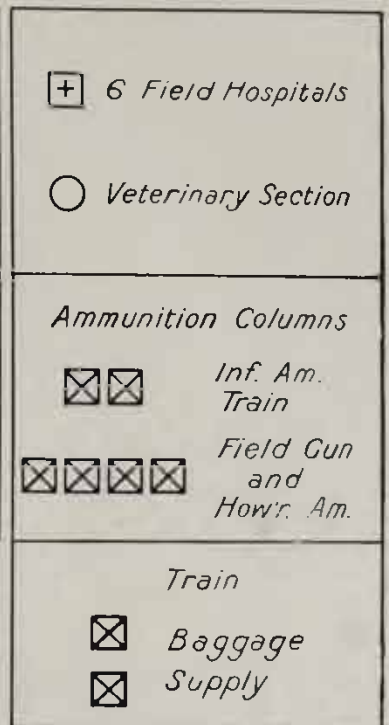 6 Field Hospitals
Veterinary Section
Ammunition Columns
Inf. Am.
Train
Field Gun
and
How'r. Am.
Train
Baggage
Supply